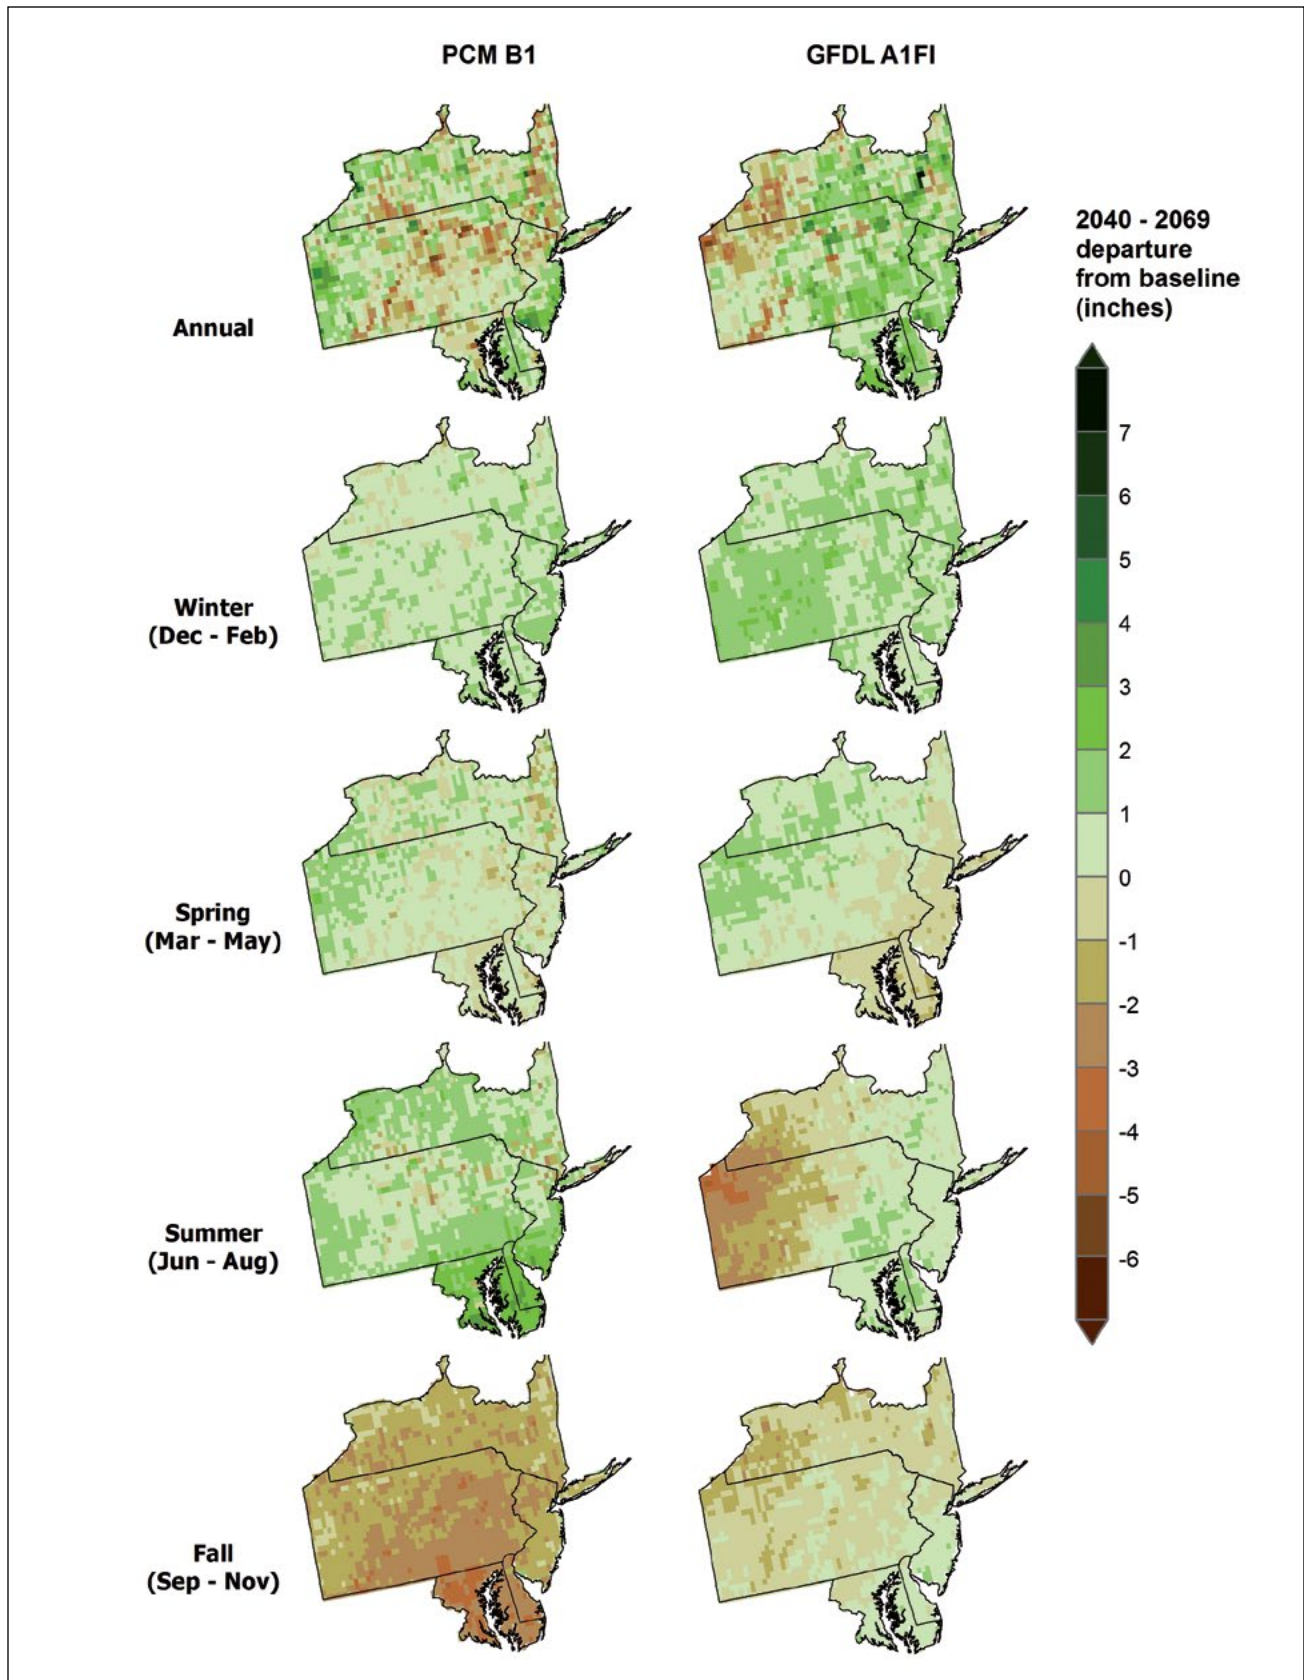 PCM B1
GFDL A1FI
2040 - 2069
departure
from baseline
(inches)
Annual
7
6
5
4
3
2
1
0
-1
-2
-3
-4
-5
-6
Winter
(Dec - Feb)
Spring
(Mar - May)
Summer
(Jun - Aug)
Fall
(Sep - Nov)